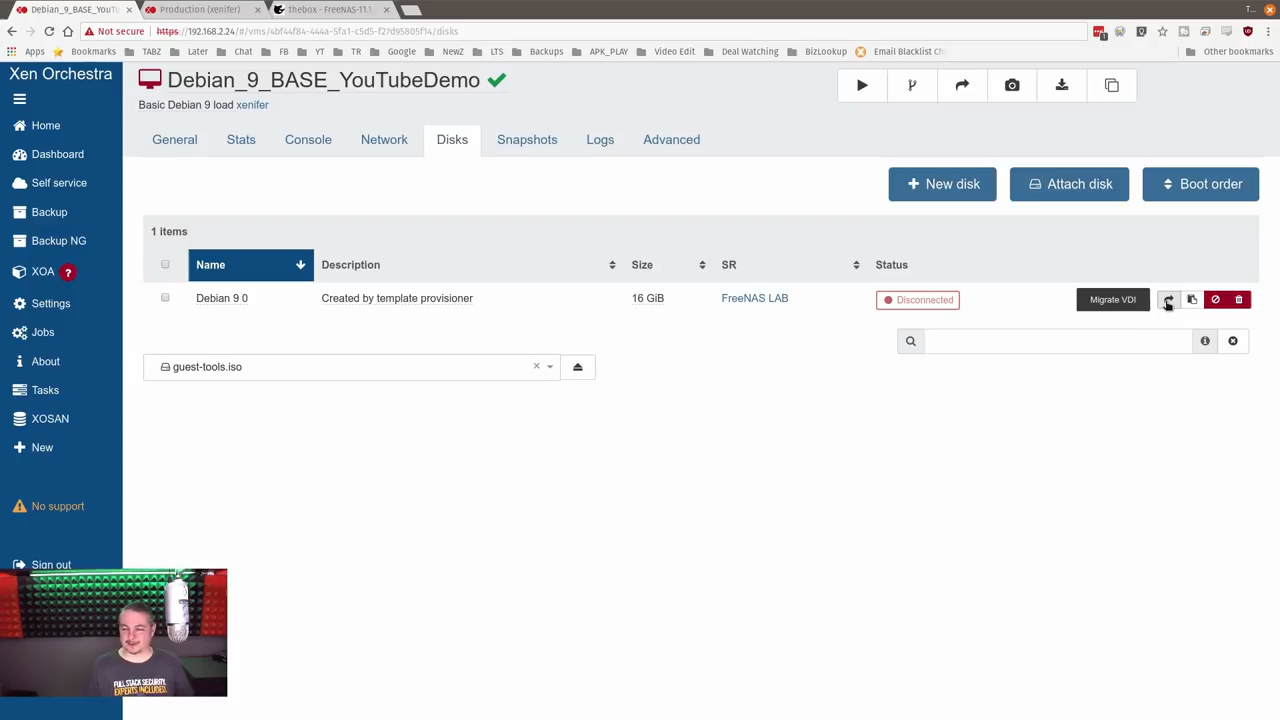 Debian_9_BASE_YouTu
Production (xenifer)
thebox - FreeNAS-11.1
T...
Not secure
https://192.168.2.24/#/vms/4bf44f84-444a-5fa1-c5d5-f27d95805f14/disks
Apps
Bookmarks
TABZ
Later
Chat
FB
YT
TR
Google
NewZ
LTS
Backups
APK_PLAY
Video Edit
Deal Watching
BizLookup
Email Blacklist Ch
Other bookmarks
Xen Orchestra
Home
Dashboard
Self service
Backup
Backup NG
XOA ?
Settings
Jobs
About
Tasks
XOSAN
New
No support
Sign out
Debian_9_BASE_YouTubeDemo
Basic Debian 9 load xenifer
General
Stats
Console
Network
Disks
Snapshots
Logs
Advanced
New disk
Attach disk
Boot order
1 items
Name
Description
Size
SR
Status
Debian 9 0
Created by template provisioner
16 GiB
FreeNAS LAB
Disconnected
Migrate VDI
guest-tools.iso
FULL STACK SECURITY.
EXPERTS INCLUDED.